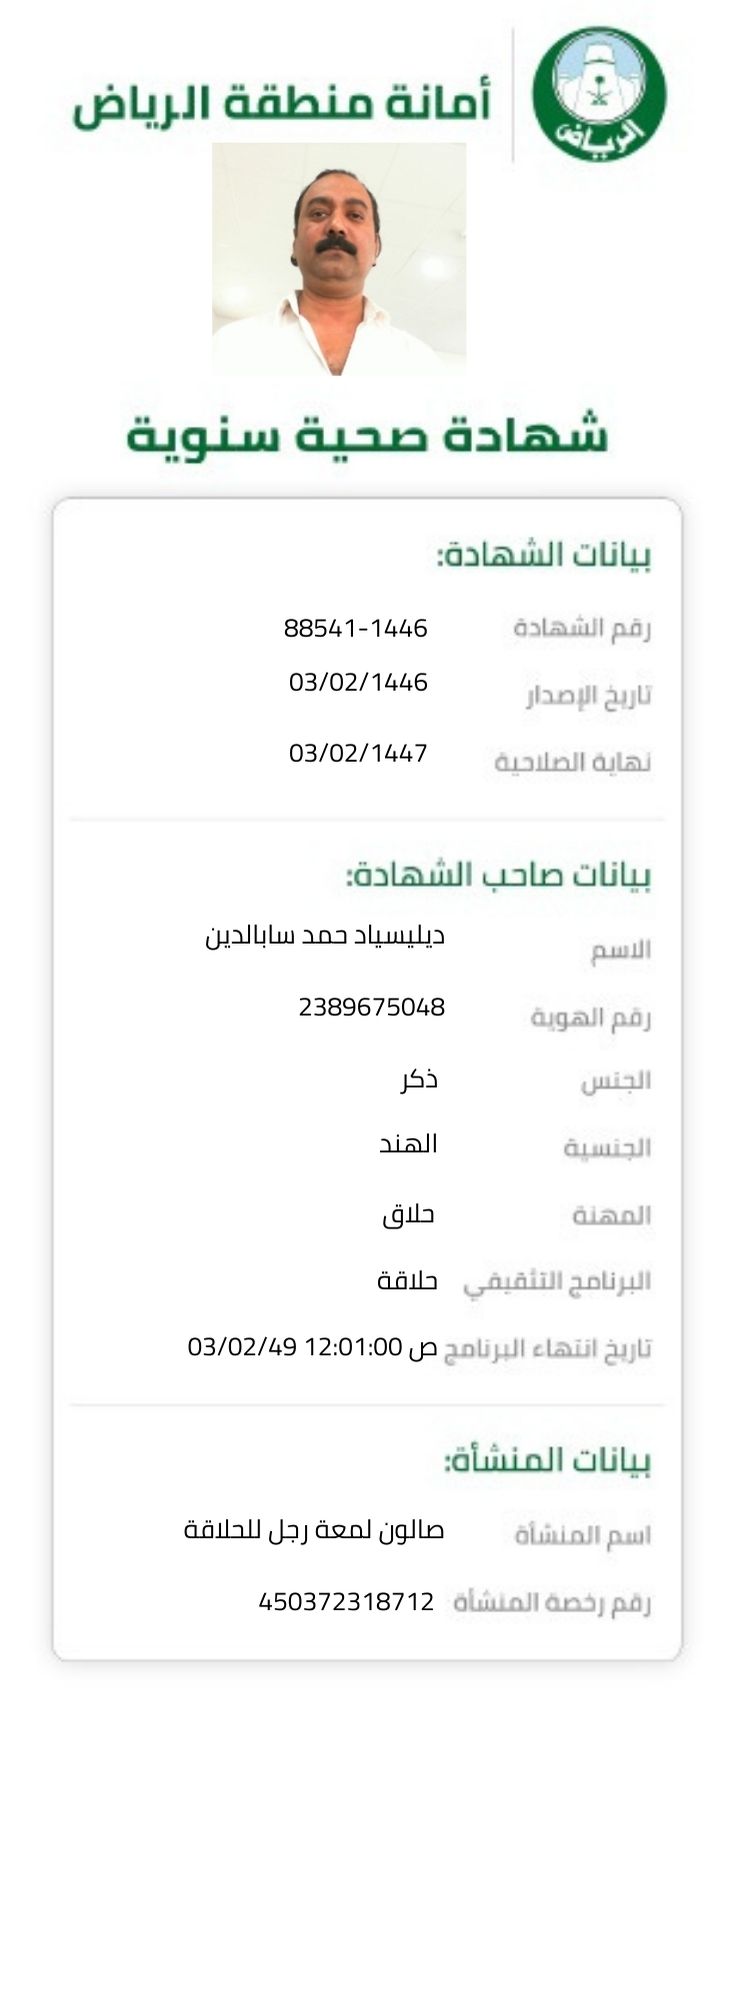 أمانة منطقة الرياض
الرياض
شهادة صحية سنوية
بيانات الشهادة:
رقم الشهادة 88541-1446
تاريخ الإصدار 03/02/1446
نهاية الصلاحية 03/02/1447
بيانات صاحب الشهادة:
الاسم ديليسياد حمد سابالدين
رقم الهوية 2389675048
الجنس ذكر
الجنسية الهند
المهنة حلاق
البرنامج التثقيفي حلاقة
تاريخ انتهاء البرنامج ص 12:01:00 03/02/49
بيانات المنشأة:
اسم المنشأة صالون لمعة رجل للحلاقة
رقم رخصة المنشأة 450372318712